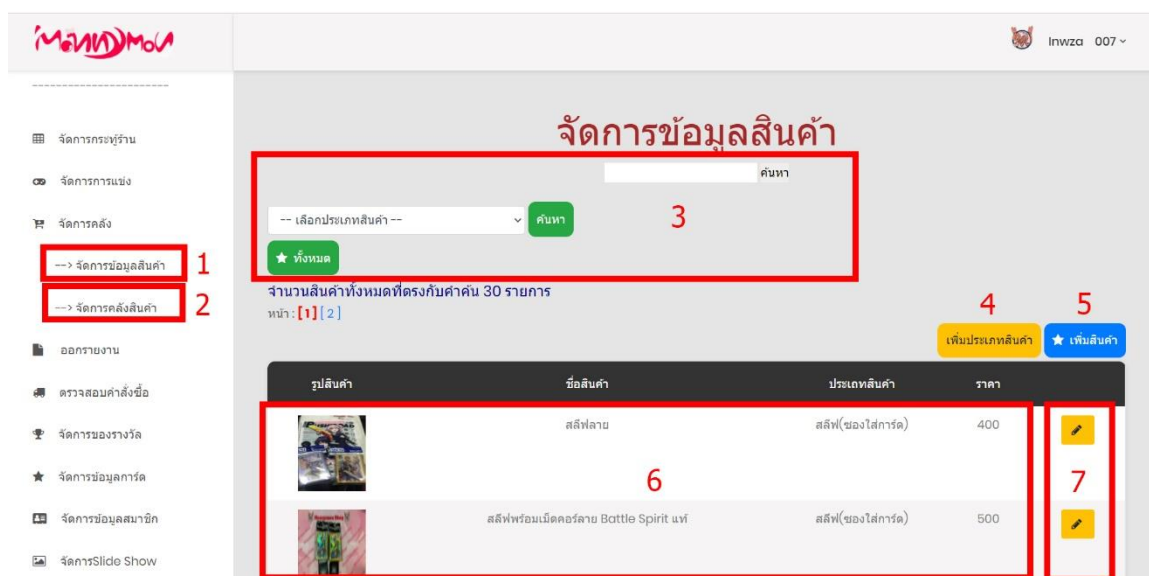 Inwza 007
------------------------
จัดการกระทู้ร้าน
จัดการการแข่ง
จัดการคลัง
--> จัดการข้อมูลสินค้า
1
--> จัดการคลังสินค้า
2
ออกรายงาน
ตรวจสอบคำสั่งซื้อ
จัดการของรางวัล
จัดการข้อมูลการ์ด
จัดการข้อมูลสมาชิก
จัดการSlide Show
จัดการข้อมูลสินค้า
ค้นหา
-- เลือกประเภทสินค้า --
ค้นหา
3
ทั้งหมด
จำนวนสินค้าทั้งหมดที่ตรงกับคำค้น 30 รายการ
หน้า : [1] [ 2 ]
4
5
เพิ่มประเภทสินค้า
เพิ่มสินค้า
รูปสินค้า ชื่อสินค้า ประเภทสินค้า ราคา
สลีฟลาย สลีฟ(ซองใส่การ์ด) 400
6
7
สลีฟพร้อมเม็ดคอร์ลาย Battle Spirit แท้ สลีฟ(ซองใส่การ์ด) 500